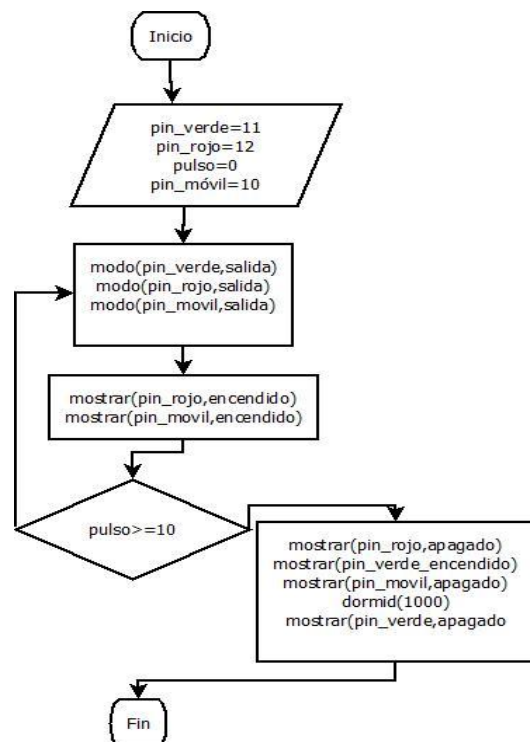 Inicio
pin_verde=11
pin_rojo=12
pulso=0
pin_móvil=10
modo(pin_verde,salida)
modo(pin_rojo,salida)
modo(pin_movil,salida)
mostrar(pin_rojo,encendido)
mostrar(pin_movil,encendido)
pulso>=10
mostrar(pin_rojo,apagado)
mostrar(pin_verde_encendido)
mostrar(pin_movil,apagado)
dormid(1000)
mostrar(pin_verde,apagado
Fin